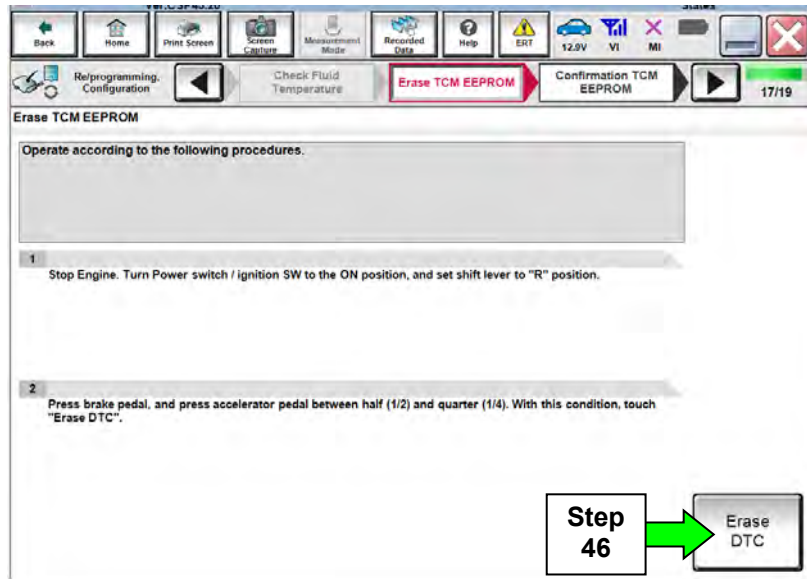 Ver.CSP45.20
States
Back
Home
Print Screen
Screen Capture
Measurement Mode
Recorded Data
Help
ERT
12.9V
VI
MI
Re/programming, Configuration
Check Fluid Temperature
Erase TCM EEPROM
Confirmation TCM EEPROM
17/19
Erase TCM EEPROM
Operate according to the following procedures.
1
Stop Engine. Turn Power switch / ignition SW to the ON position, and set shift lever to "R" position.
2
Press brake pedal, and press accelerator pedal between half (1/2) and quarter (1/4). With this condition, touch
"Erase DTC".
Step
46
Erase
DTC